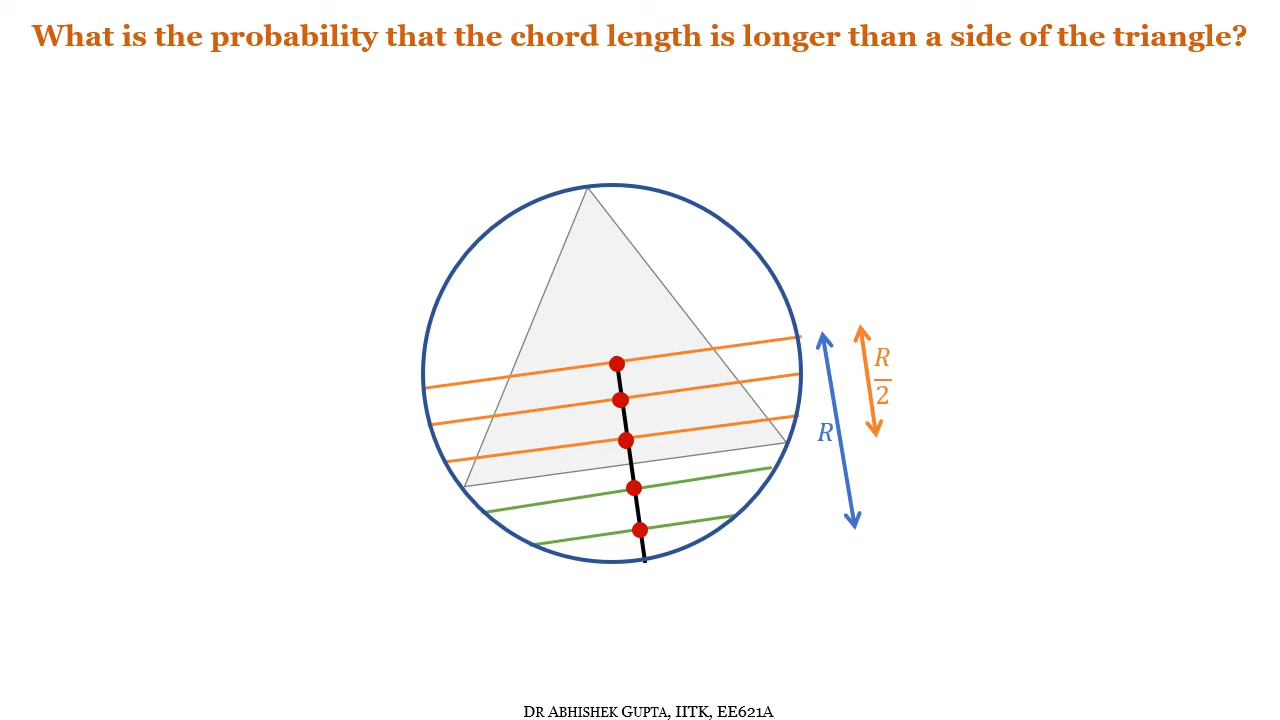 What is the probability that the chord length is longer than a side of the triangle?
R
2
R
DR ABHISHEK GUPTA, IITK, EE621A